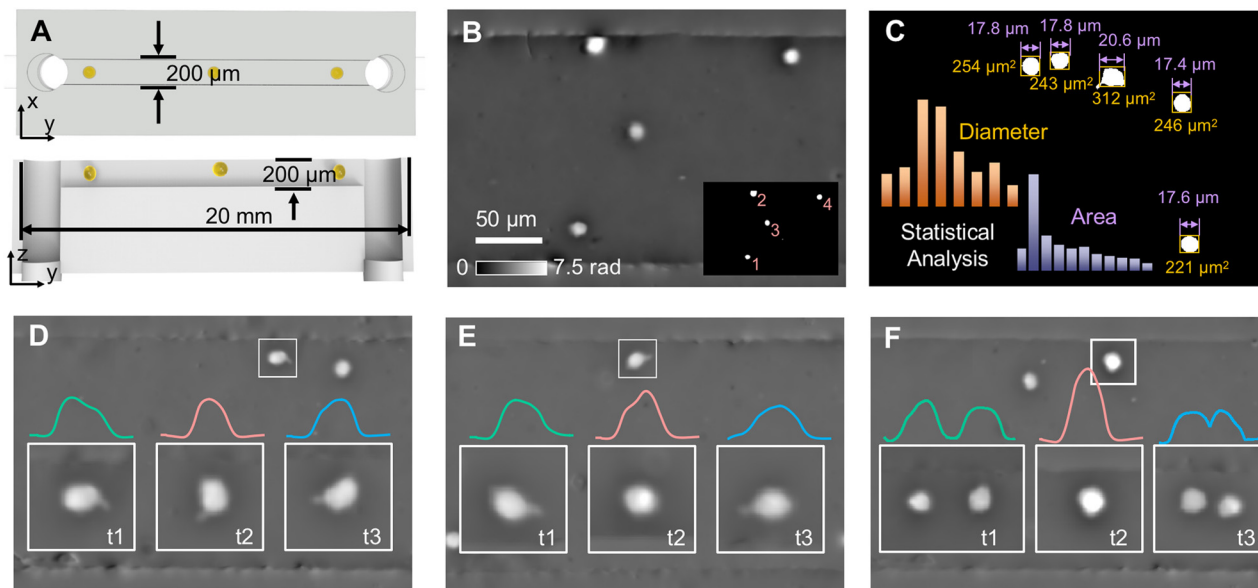 A
200 µm
x
y
200 µm
20 mm
z
y
B
50 µm
0
7.5 rad
2
4
3
1
C
17.8 µm
17.8 µm
20.6 µm
17.4 µm
254 µm²
243 µm²
312 µm²
246 µm²
Diameter
Area
17.6 µm
Statistical
Analysis
221 µm²
D
t1
t2
t3
E
t1
t2
t3
F
t1
t2
t3